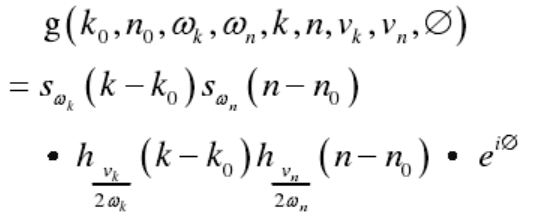 g(k₀,n₀,ω_k,ω_n,k,n,v_k,v_n,∅)
= s_{ω_k}(k−k₀)s_{ω_n}(n−n₀)
• h_{v_k/2ω_k}(k−k₀)h_{v_n/2ω_n}(n−n₀) • e^{i∅}